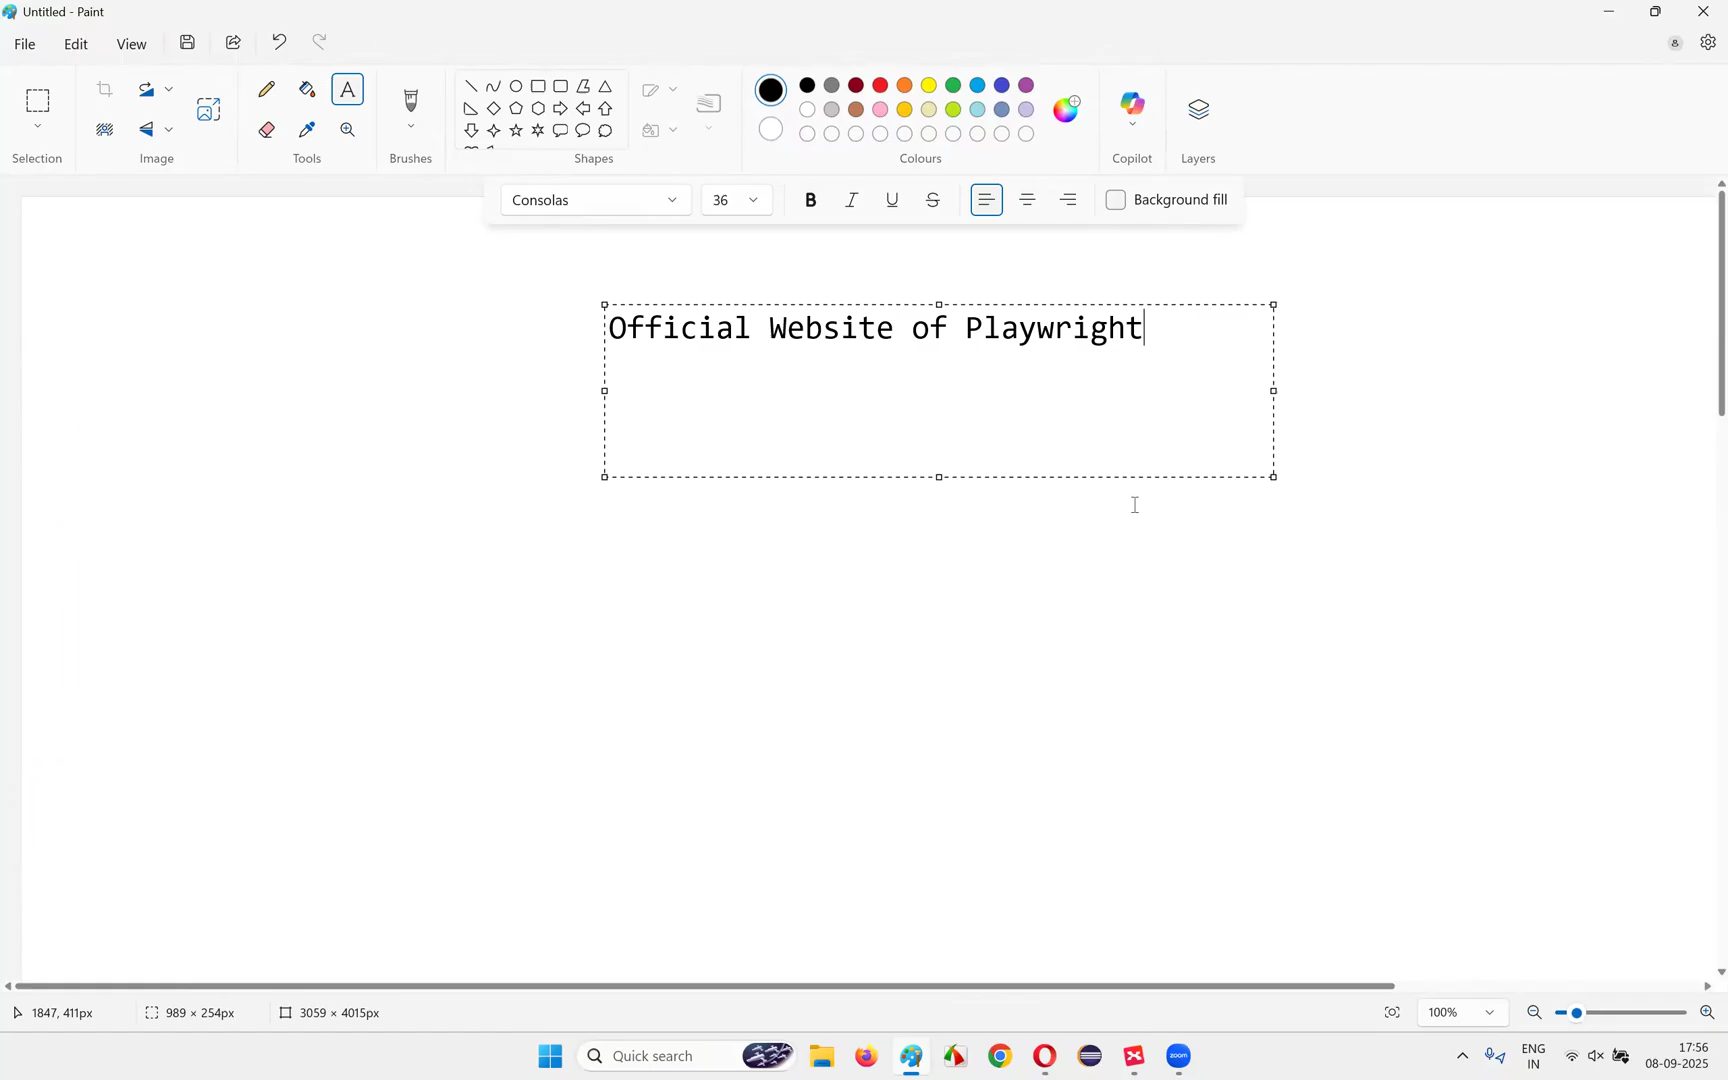 Untitled - Paint
File Edit View
Consolas 36 B I U S Background fill
Selection Image Tools Brushes Shapes Colours Copilot Layers
A
Official Website of Playwright
1847, 411px 989 × 254px 3059 × 4015px 100%
Quick search zoom ENG IN 17:56 08-09-2025